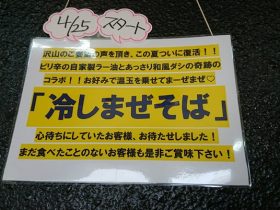 4/25 スタート
沢山のご要望の声を頂き、この夏ついに復活!!
ピリ辛の自家製ラー油とあっさり和風ダシの奇跡の
コラボ!!お好みで温玉を乗せてまーぜまぜ♡
「冷しまぜそば」
心待ちにしていたお客様、お待たせしました!
まだ食べたことのないお客様も是非ご賞味下さい!